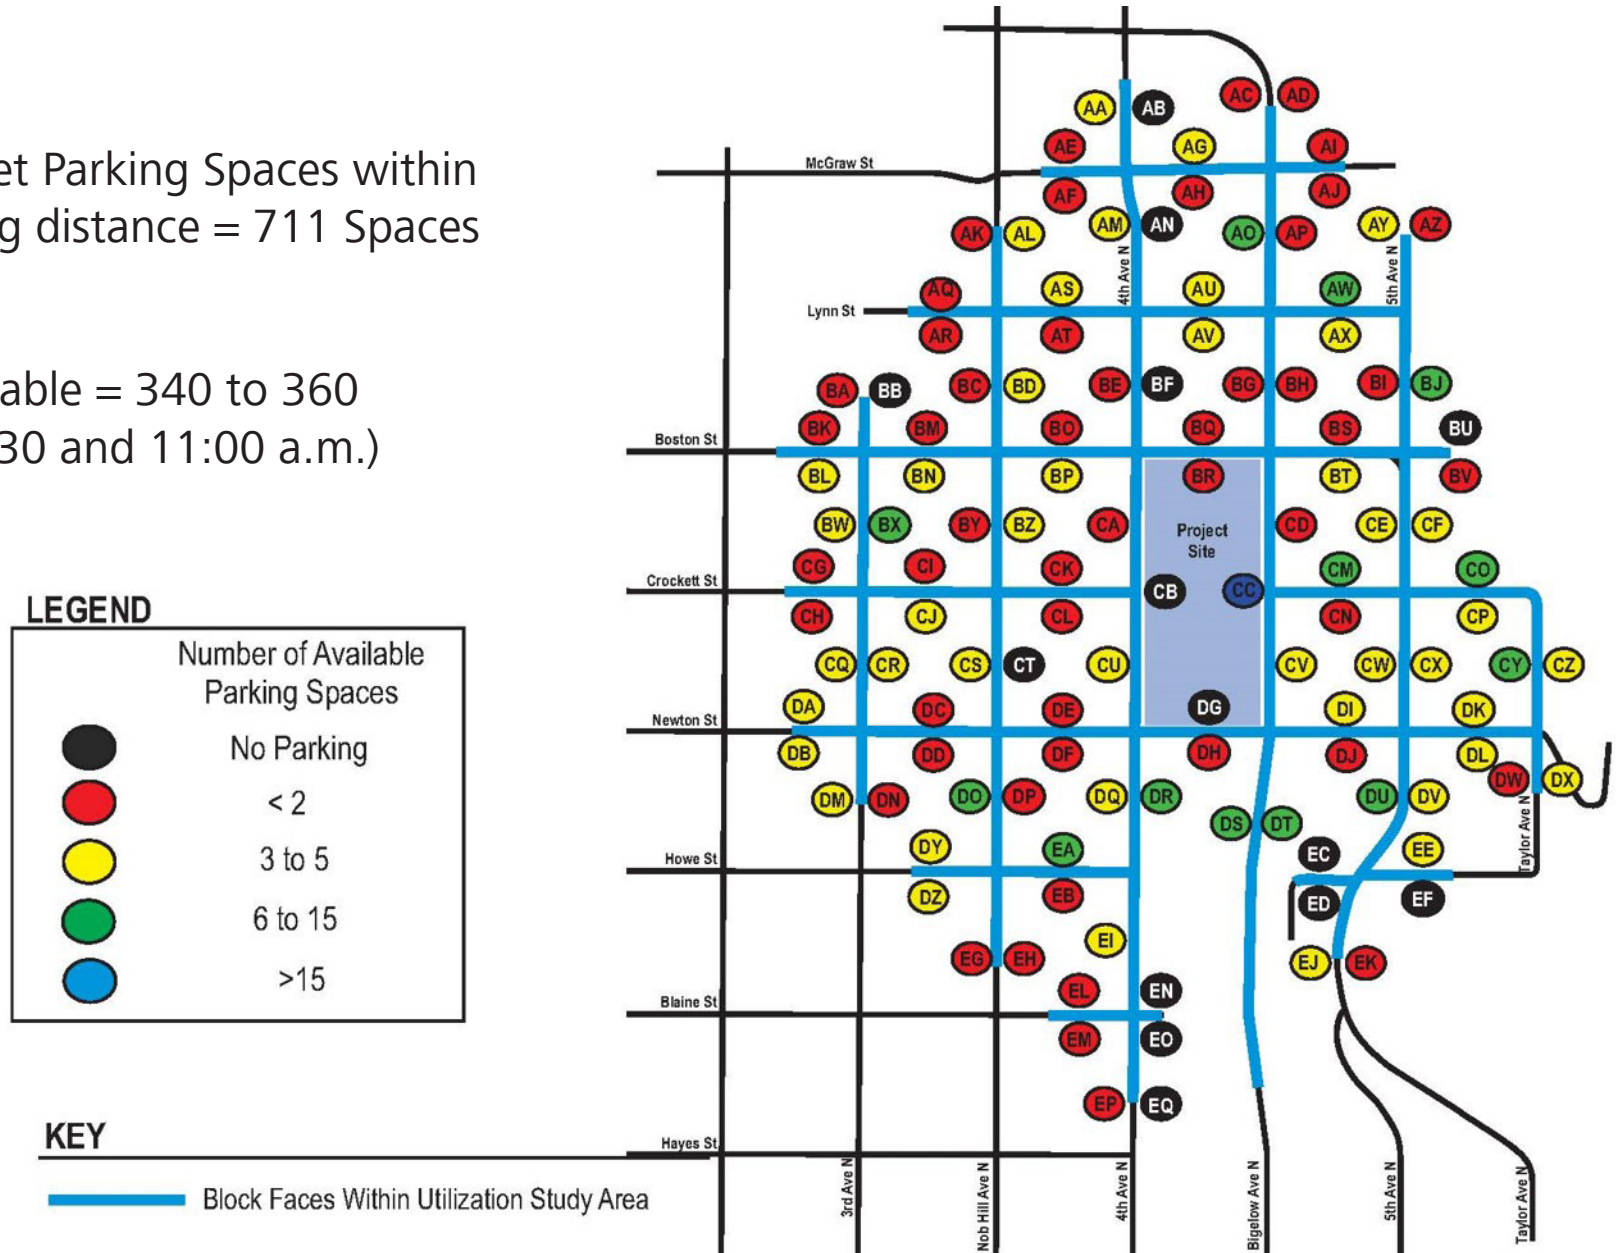 et Parking Spaces within
g distance = 711 Spaces
able = 340 to 360
30 and 11:00 a.m.)
LEGEND
Number of Available
Parking Spaces
No Parking
< 2
3 to 5
6 to 15
>15
KEY
Block Faces Within Utilization Study Area
AC AD
AA AB
AE AG AI
McGraw St
AF AH AJ
AK AL AM AN AO AP AY AZ
4th Ave N
5th Ave N
AQ AS AU AW
Lynn St
AR AT AV AX
BA BB BC BD BE BF BG BH BI BJ
BK BM BO BQ BS BU
Boston St
BL BN BP BR BT BV
BW BX BY BZ CA CD CE CF
Project
Site
CG CI CK CM CO
Crockett St
CB CC
CH CJ CL CN CP
CQ CR CS CT CU CV CW CX CY CZ
DA DC DE DG DI DK
Newton St
DB DD DF DH DJ DL
DW DX
DM DN DO DP DQ DR DS DT DU DV
Taylor Ave N
DY EA EC EE
Howe St
DZ EB ED EF
EI
EG EH EJ EK
EL EN
Blaine St
EM EO
EP EQ
Hayes St
3rd Ave N
Nob Hill Ave N
4th Ave N
Bigelow Ave N
5th Ave N
Taylor Ave N